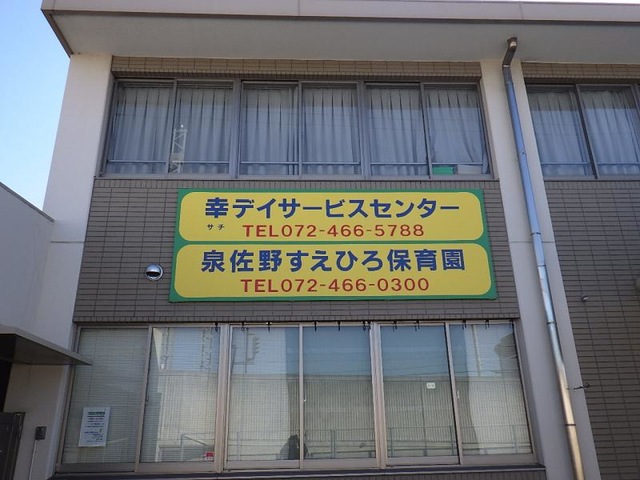 幸デイサービスセンター
サチ
TEL072-466-5788
泉佐野すえひろ保育園
TEL072-466-0300